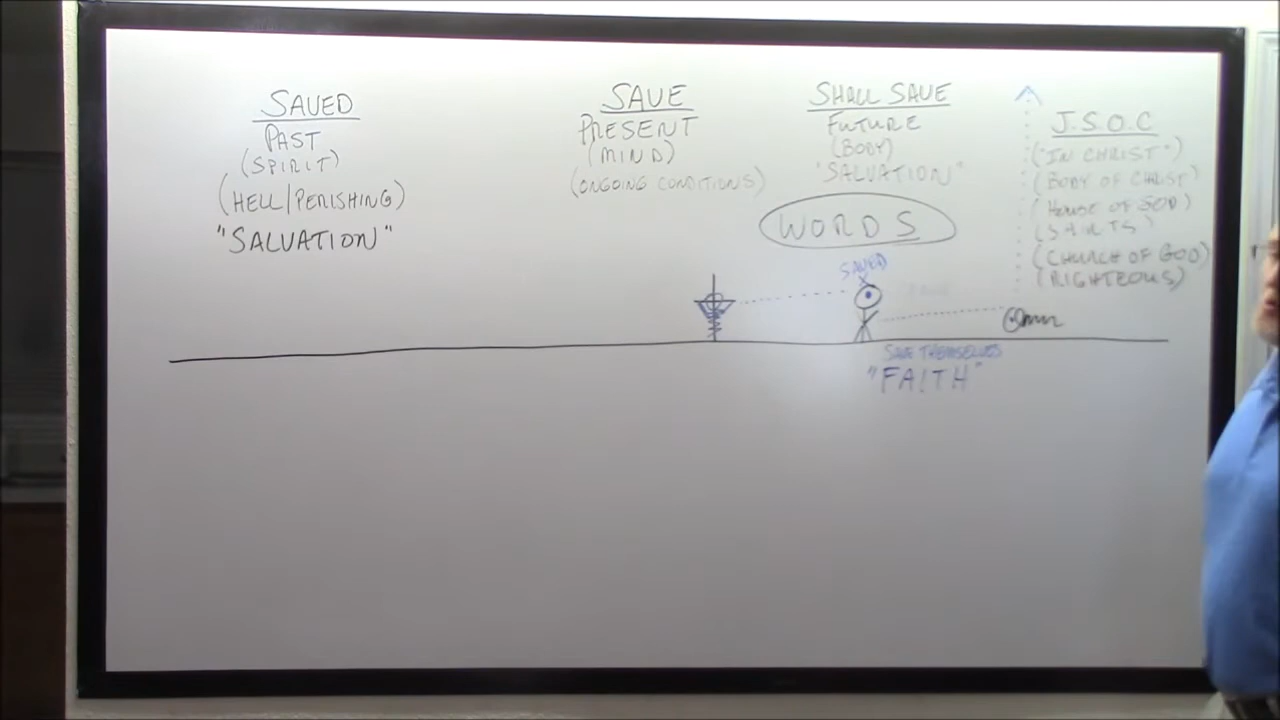 SAVED
PAST
(SPIRIT)
(HELL/PERISHING)
"SALVATION"
SAVE
PRESENT
(MIND)
(ONGOING CONDITIONS)
SHALL SAVE
FUTURE
(BODY)
"SALVATION"
WORDS
J.S.O.C
("IN CHRIST")
(BODY OF CHRIST)
(HOUSE OF GOD)
(SAINTS)
(CHURCH OF GOD)
(RIGHTEOUS)
SAVED
SAVE THEMSELVES
"FAITH"